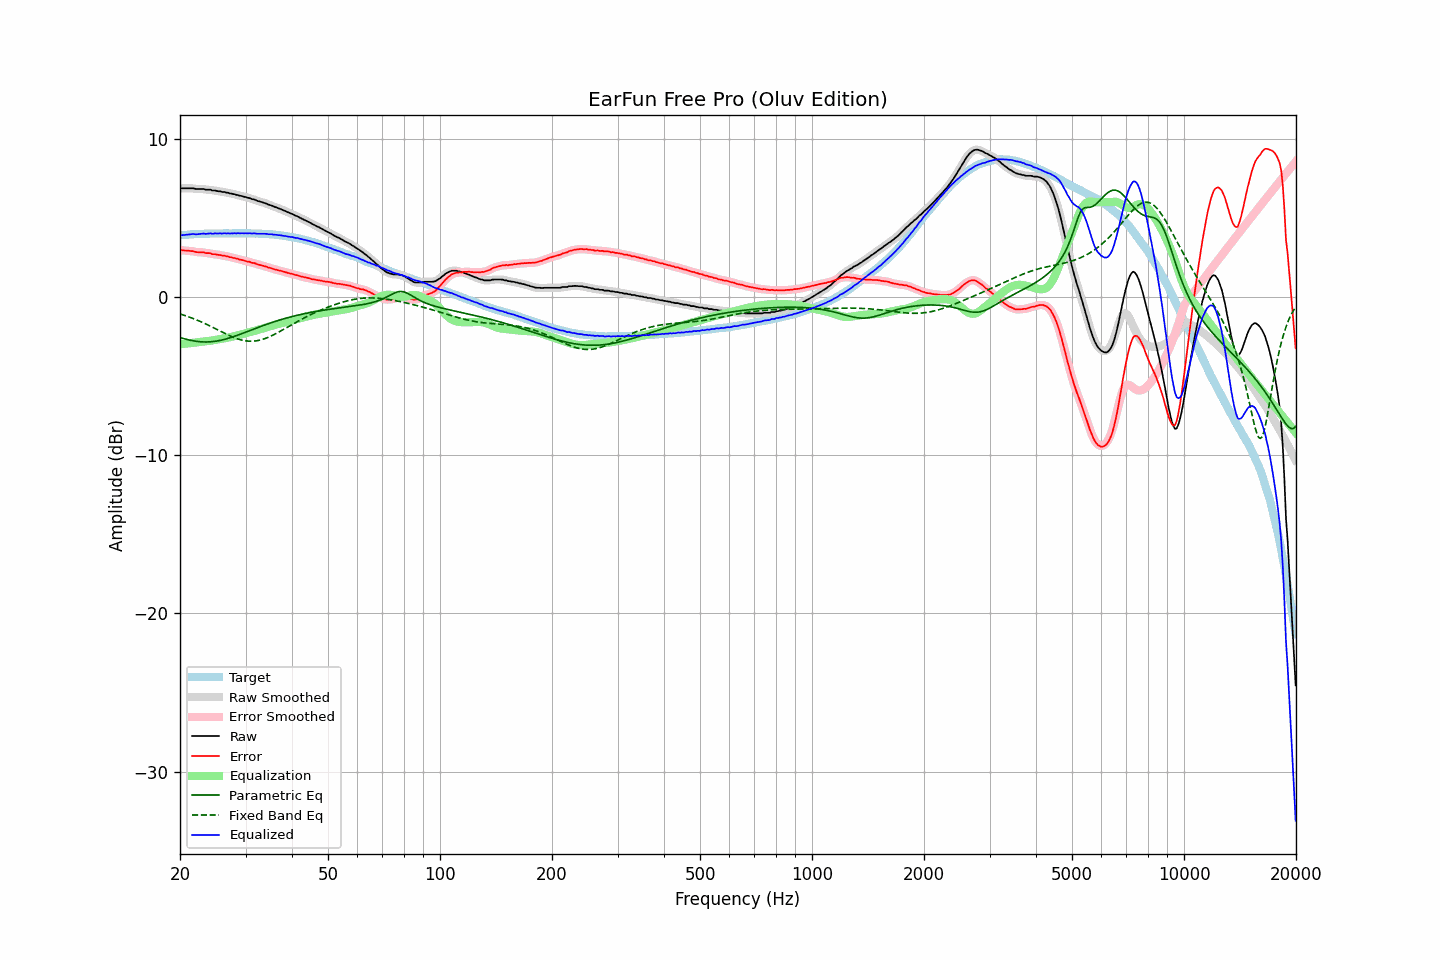 EarFun Free Pro (Oluv Edition)
10
0
−10
−20
−30
Amplitude (dBr)
Target
Raw Smoothed
Error Smoothed
Raw
Error
Equalization
Parametric Eq
Fixed Band Eq
Equalized
20 50 100 200 500 1000 2000 5000 10000 20000
Frequency (Hz)